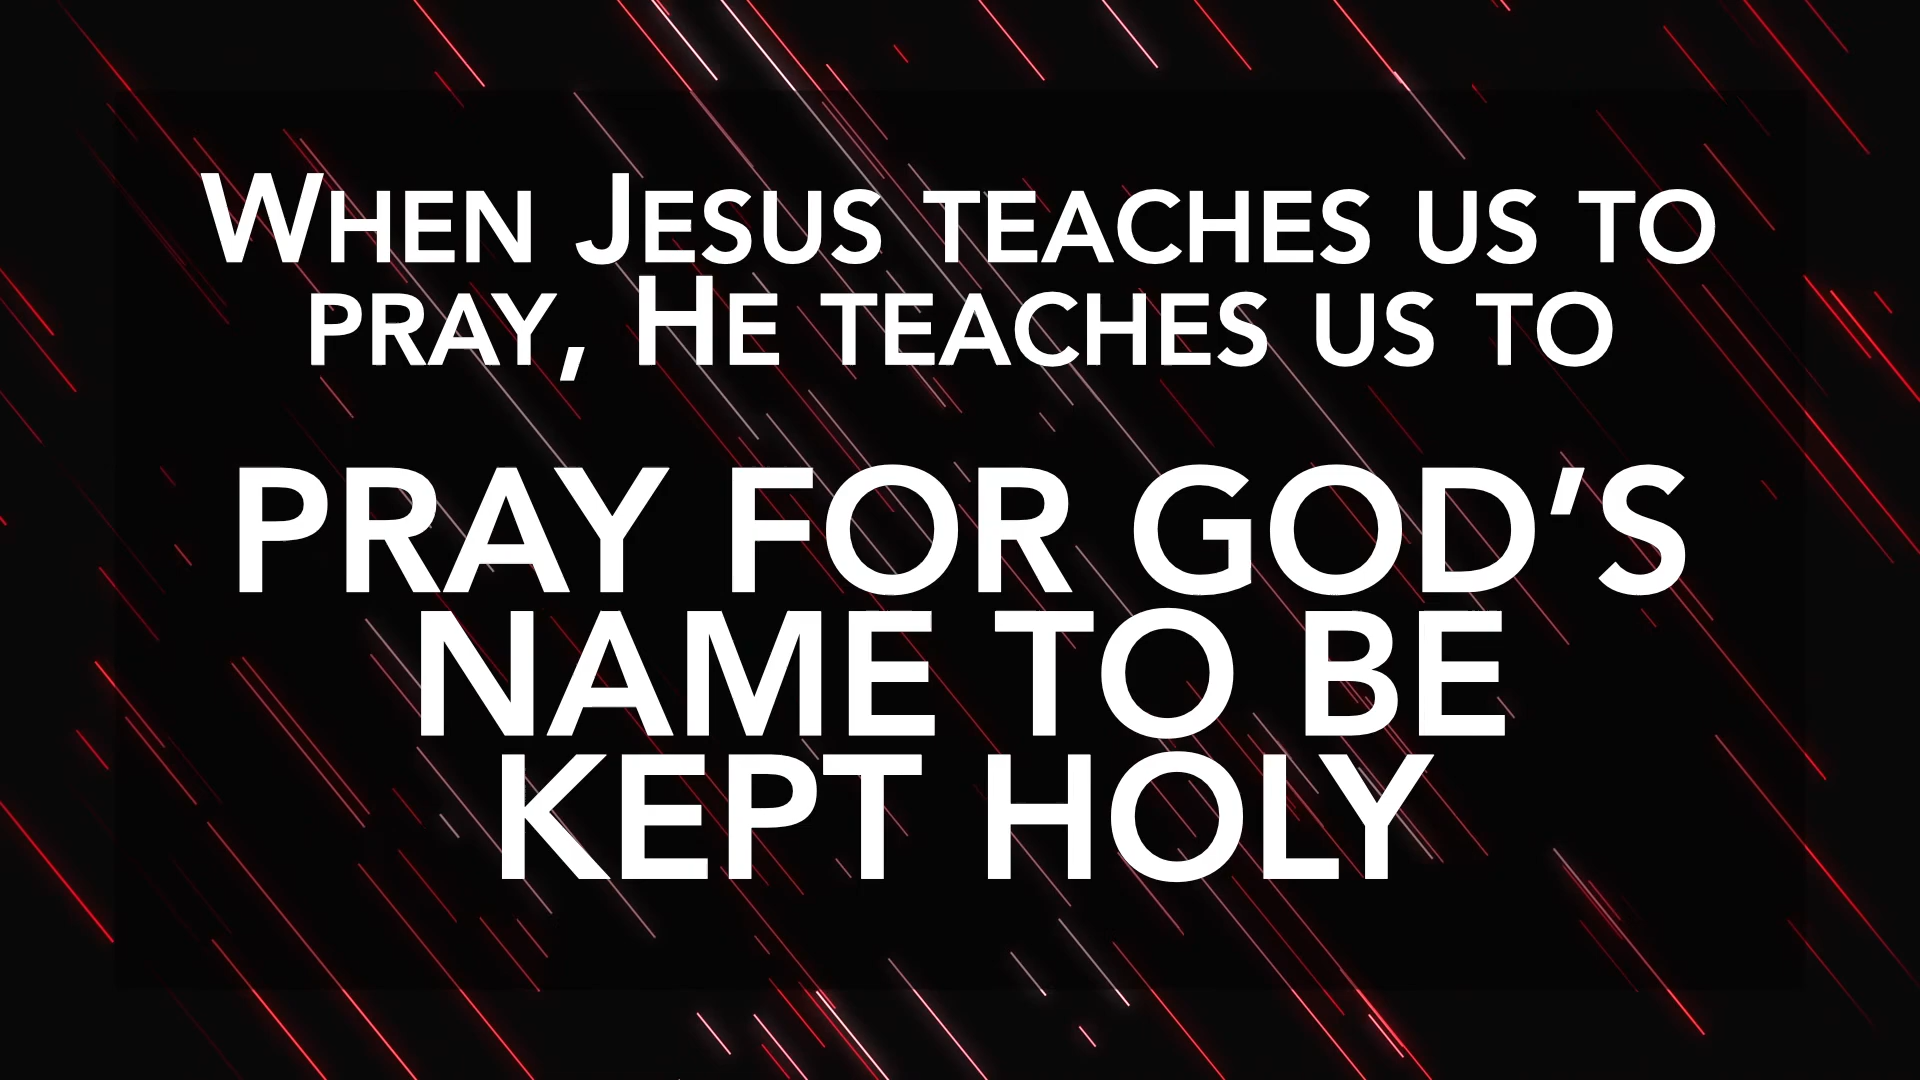 When Jesus teaches us to
pray, He teaches us to
PRAY FOR GOD’S
NAME TO BE
KEPT HOLY